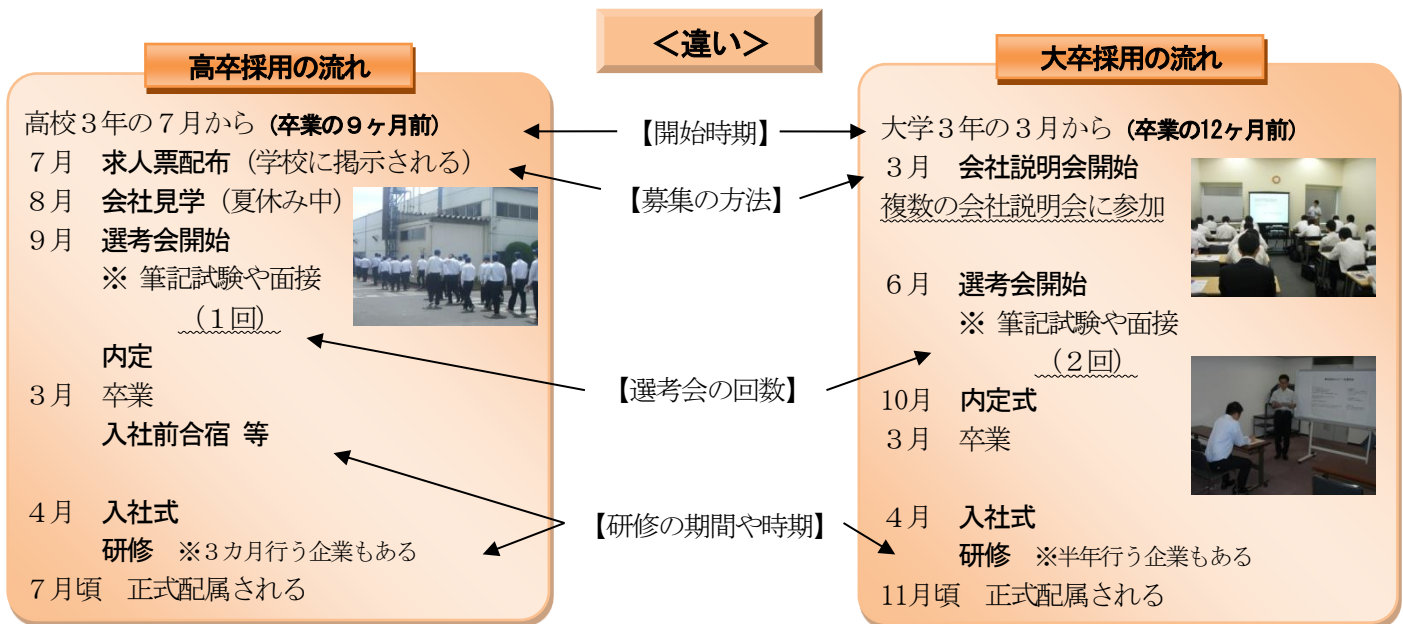 ＜違い＞
高卒採用の流れ
高校３年の７月から（卒業の９ヶ月前）
７月　求人票配布（学校に掲示される）
８月　会社見学（夏休み中）
９月　選考会開始
※ 筆記試験や面接
（１回）
内定
３月　卒業
入社前合宿 等
４月　入社式
研修　※３カ月行う企業もある
７月頃　正式配属される
【開始時期】
【募集の方法】
【選考会の回数】
【研修の期間や時期】
大卒採用の流れ
大学３年の３月から（卒業の12ヶ月前）
３月　会社説明会開始
複数の会社説明会に参加
６月　選考会開始
※ 筆記試験や面接
（２回）
10月　内定式
３月　卒業
４月　入社式
研修　※半年行う企業もある
11月頃　正式配属される